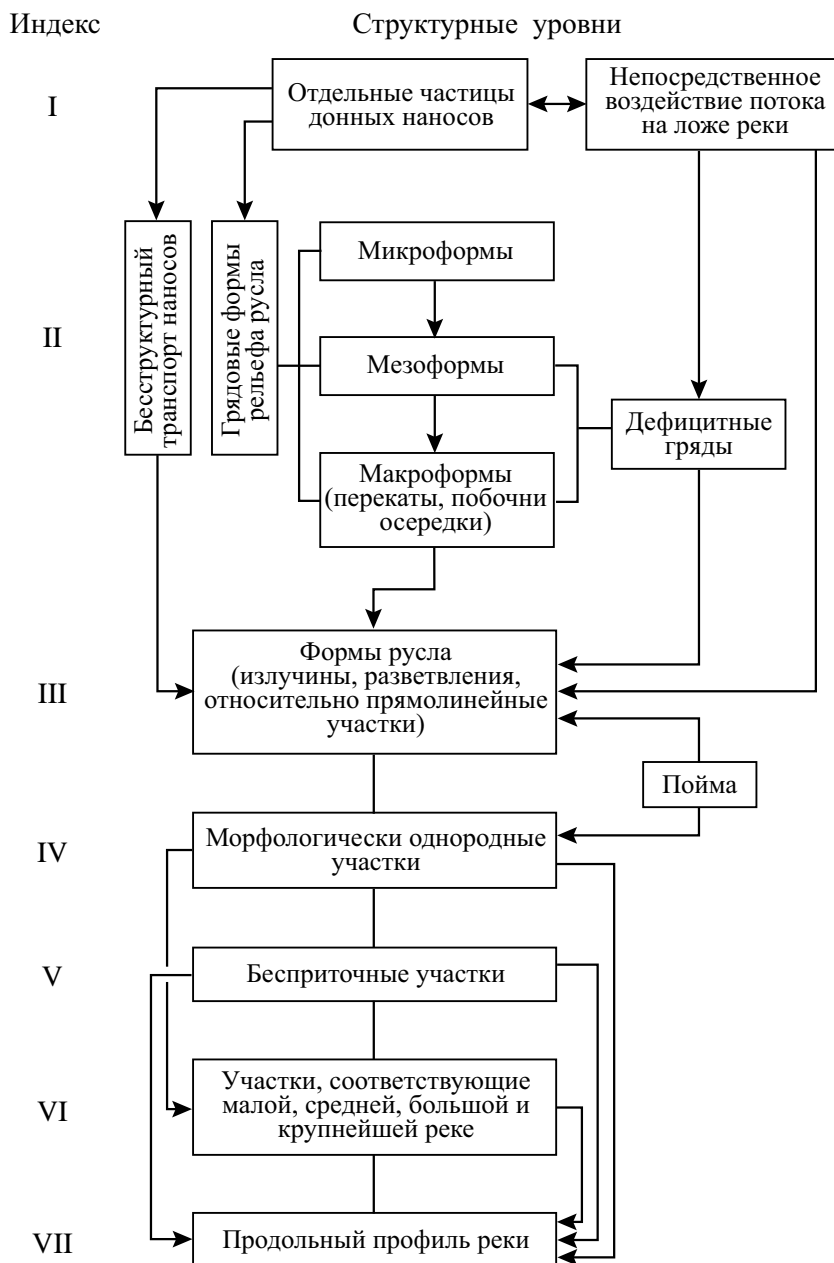 Индекс
Структурные уровни
I
Отдельные частицы
донных наносов
Непосредственное
воздействие потока
на ложе реки
II
Бесструктурный
транспорт наносов
Грядовые формы
рельефа русла
Микроформы
Мезоформы
Макроформы
(перекаты, побочни
осередки)
Дефицитные
гряды
III
Формы русла
(излучины, разветвления,
относительно прямолинейные
участки)
Пойма
IV
Морфологически однородные
участки
V
Бесприточные участки
VI
Участки, соответствующие
малой, средней, большой и
крупнейшей реке
VII
Продольный профиль реки